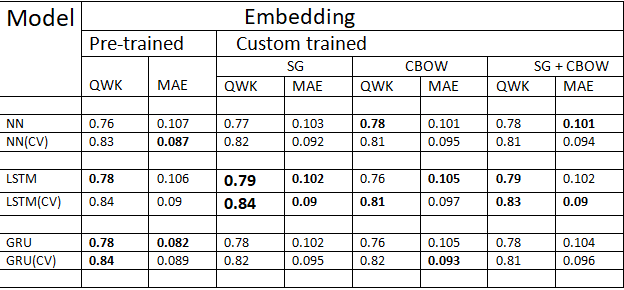 Model Embedding
Pre-trained Custom trained
SG CBOW SG + CBOW
QWK MAE QWK MAE QWK MAE QWK MAE
NN 0.76 0.107 0.77 0.103 0.78 0.101 0.78 0.101
NN(CV) 0.83 0.087 0.82 0.092 0.81 0.095 0.81 0.094
LSTM 0.78 0.106 0.79 0.102 0.76 0.105 0.79 0.102
LSTM(CV) 0.84 0.09 0.84 0.09 0.81 0.097 0.83 0.09
GRU 0.78 0.082 0.78 0.102 0.76 0.105 0.78 0.104
GRU(CV) 0.84 0.089 0.82 0.095 0.82 0.093 0.81 0.096